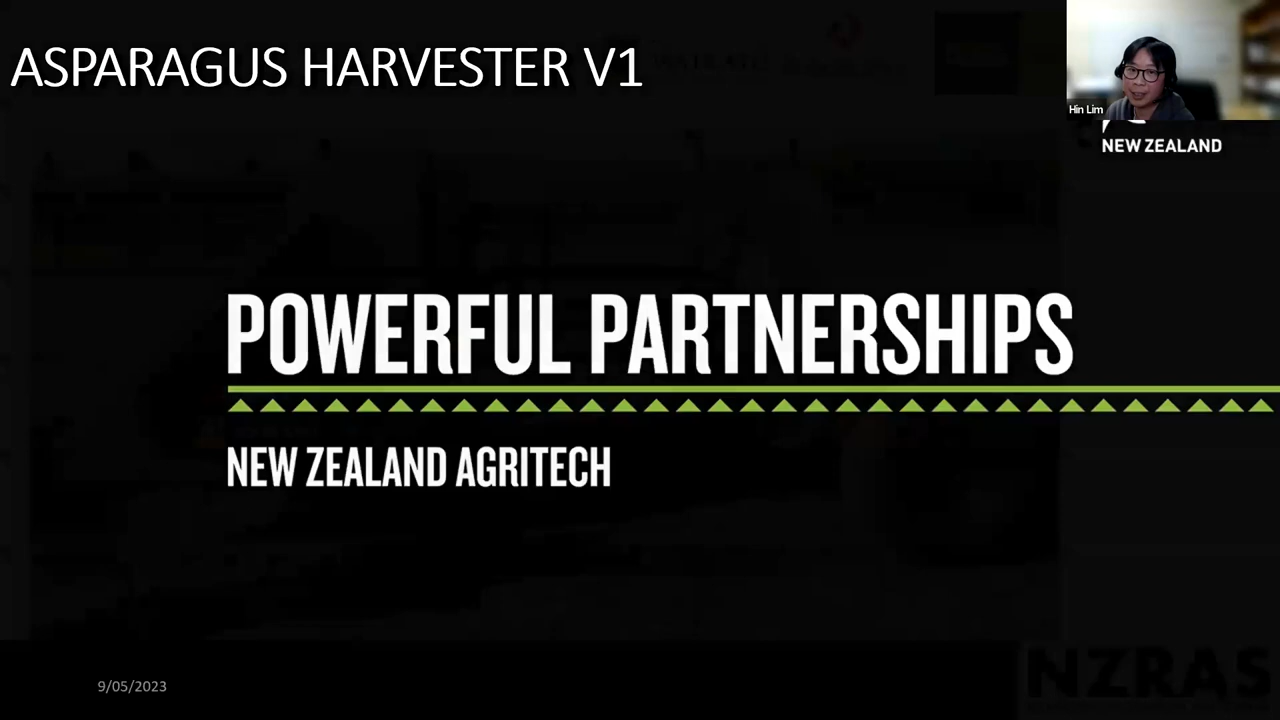 ASPARAGUS HARVESTER V1
Hin Lim
NEW ZEALAND
POWERFUL PARTNERSHIPS
NEW ZEALAND AGRITECH
9/05/2023
NZRAS